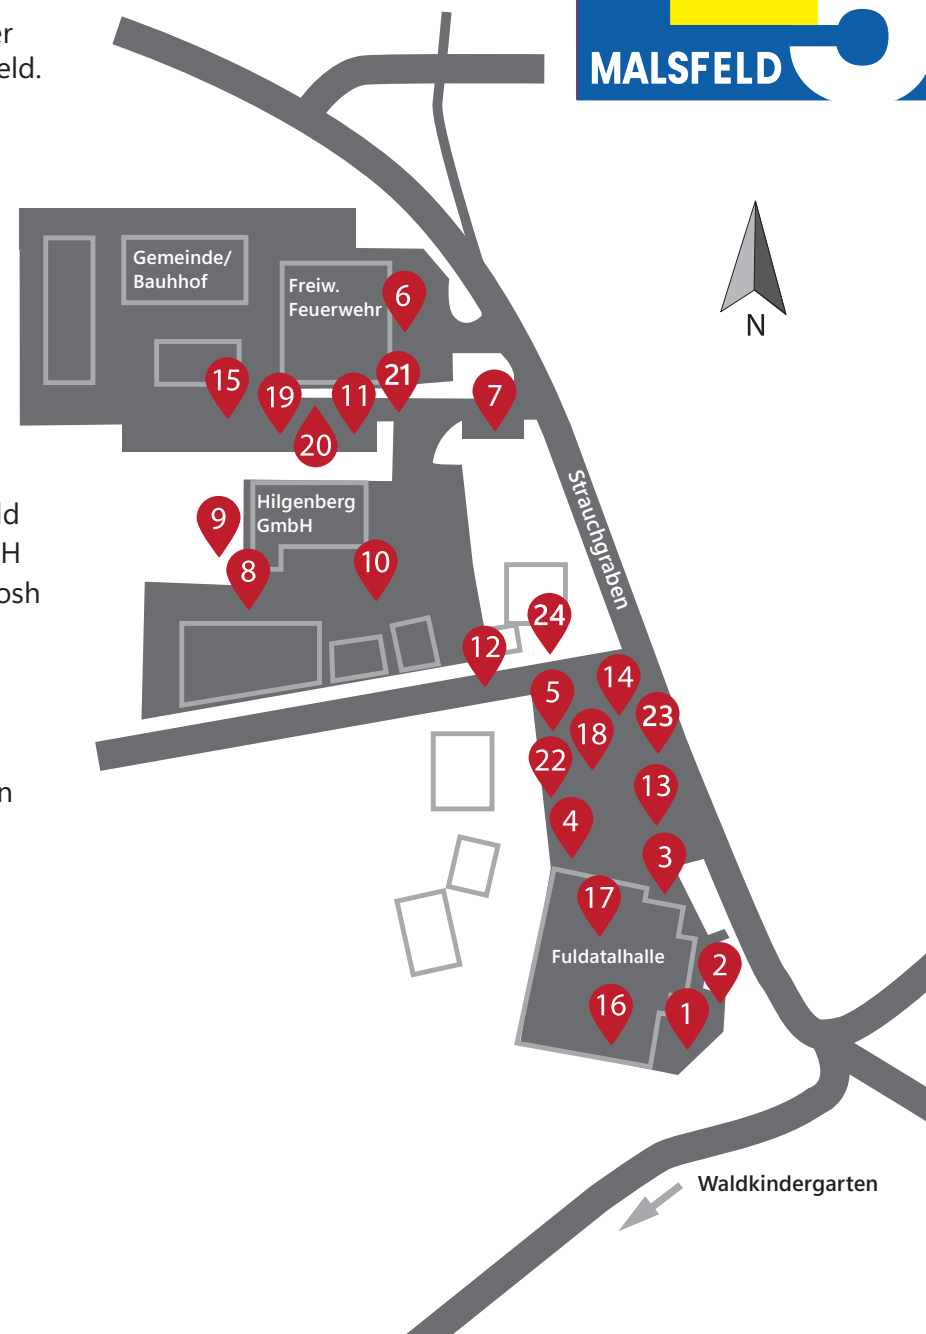 er
eld.
MALSFELD
N
Gemeinde/
Bauhof
Freiw.
Feuerwehr
6
15
19
20
11
21
7
Hilgenberg
GmbH
9
8
10
Strauchgraben
ld
H
osh
n
12
24
5
14
18
23
22
13
4
3
17
Fuldatalhalle
2
16
1
Waldkindergarten